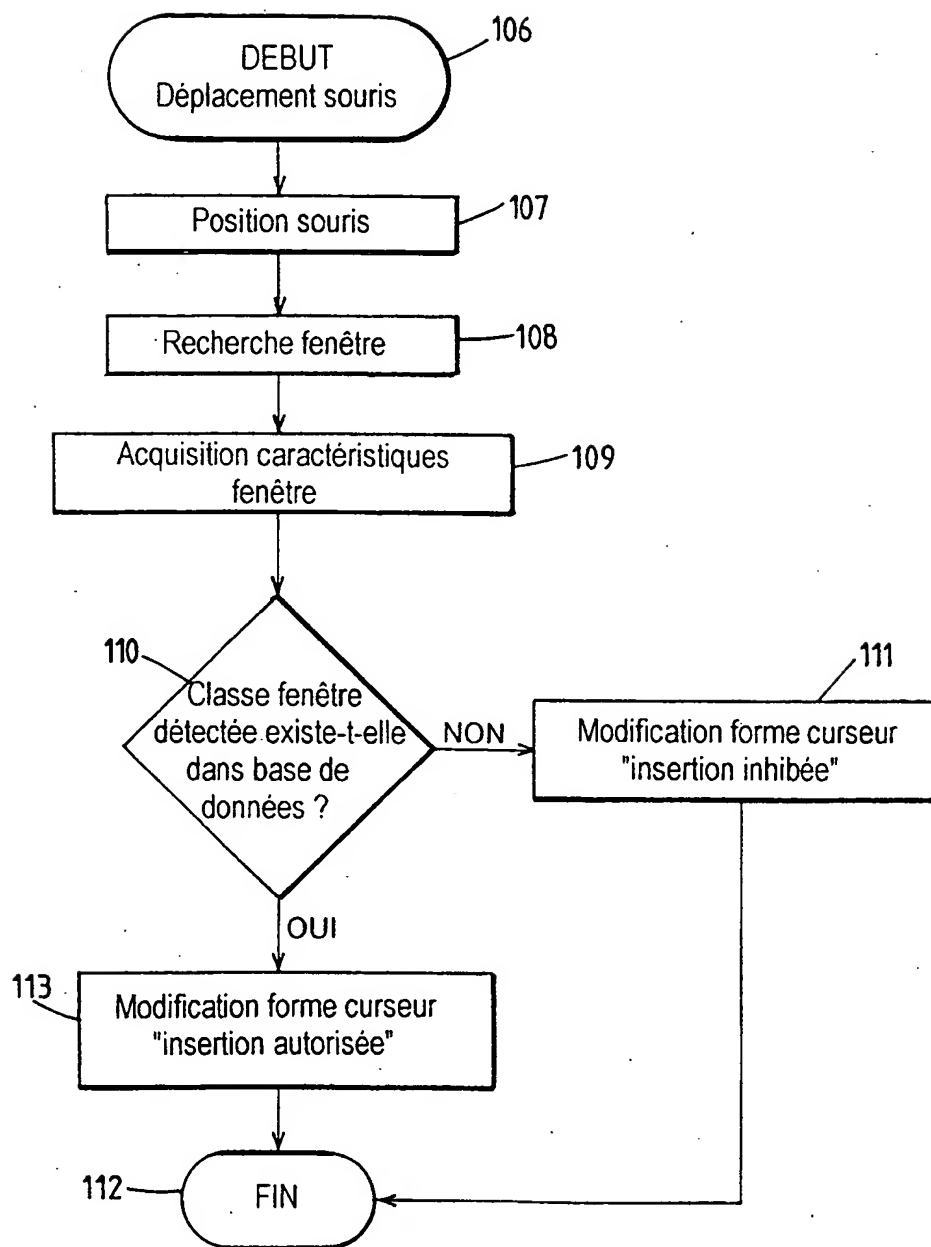 106
DEBUT
Déplacement souris
107
Position souris
108
Recherche fenêtre
109
Acquisition caractéristiques
fenêtre
110
Classe fenêtre
détectée existe-t-elle
dans base de
données ?
NON
111
Modification forme curseur
"insertion inhibée"
OUI
113
Modification forme curseur
"insertion autorisée"
112
FIN